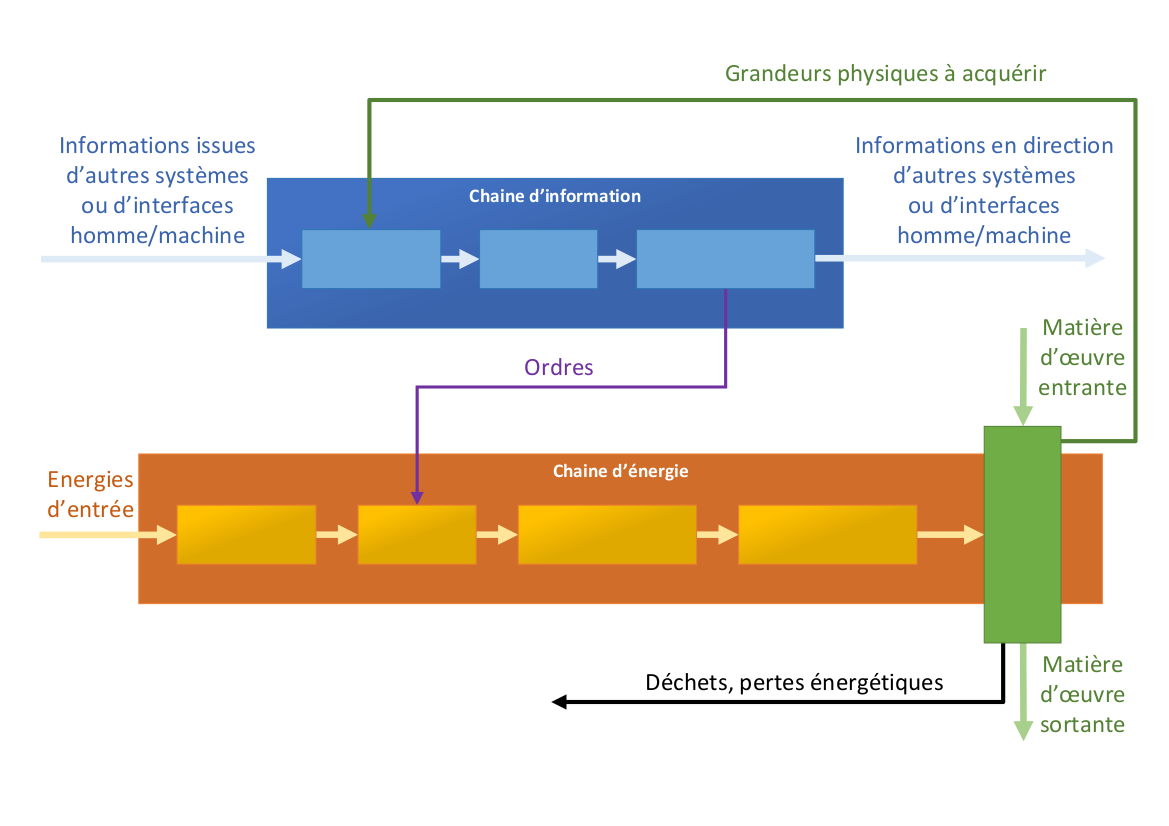 Grandeurs physiques à acquérir
Informations issues
d’autres systèmes
ou d’interfaces
homme/machine
Informations en direction
d’autres systèmes
ou d’interfaces
homme/machine
Chaine d’information
Ordres
Matière
d’œuvre
entrante
Energies
d’entrée
Chaine d’énergie
Déchets, pertes énergétiques
Matière
d’œuvre
sortante